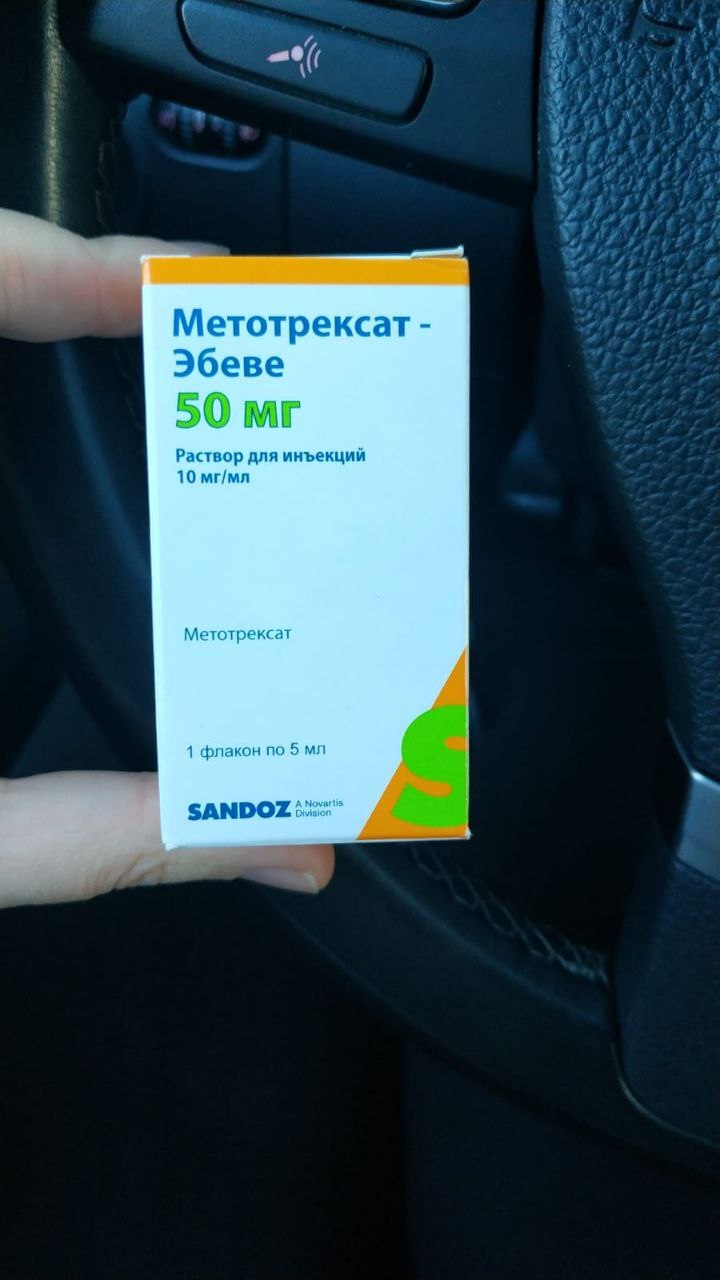 Метотрексат -
Эбеве
50 мг
Раствор для инъекций
10 мг/мл
Метотрексат
1 флакон по 5 мл
SANDOZ A Novartis
Division
S